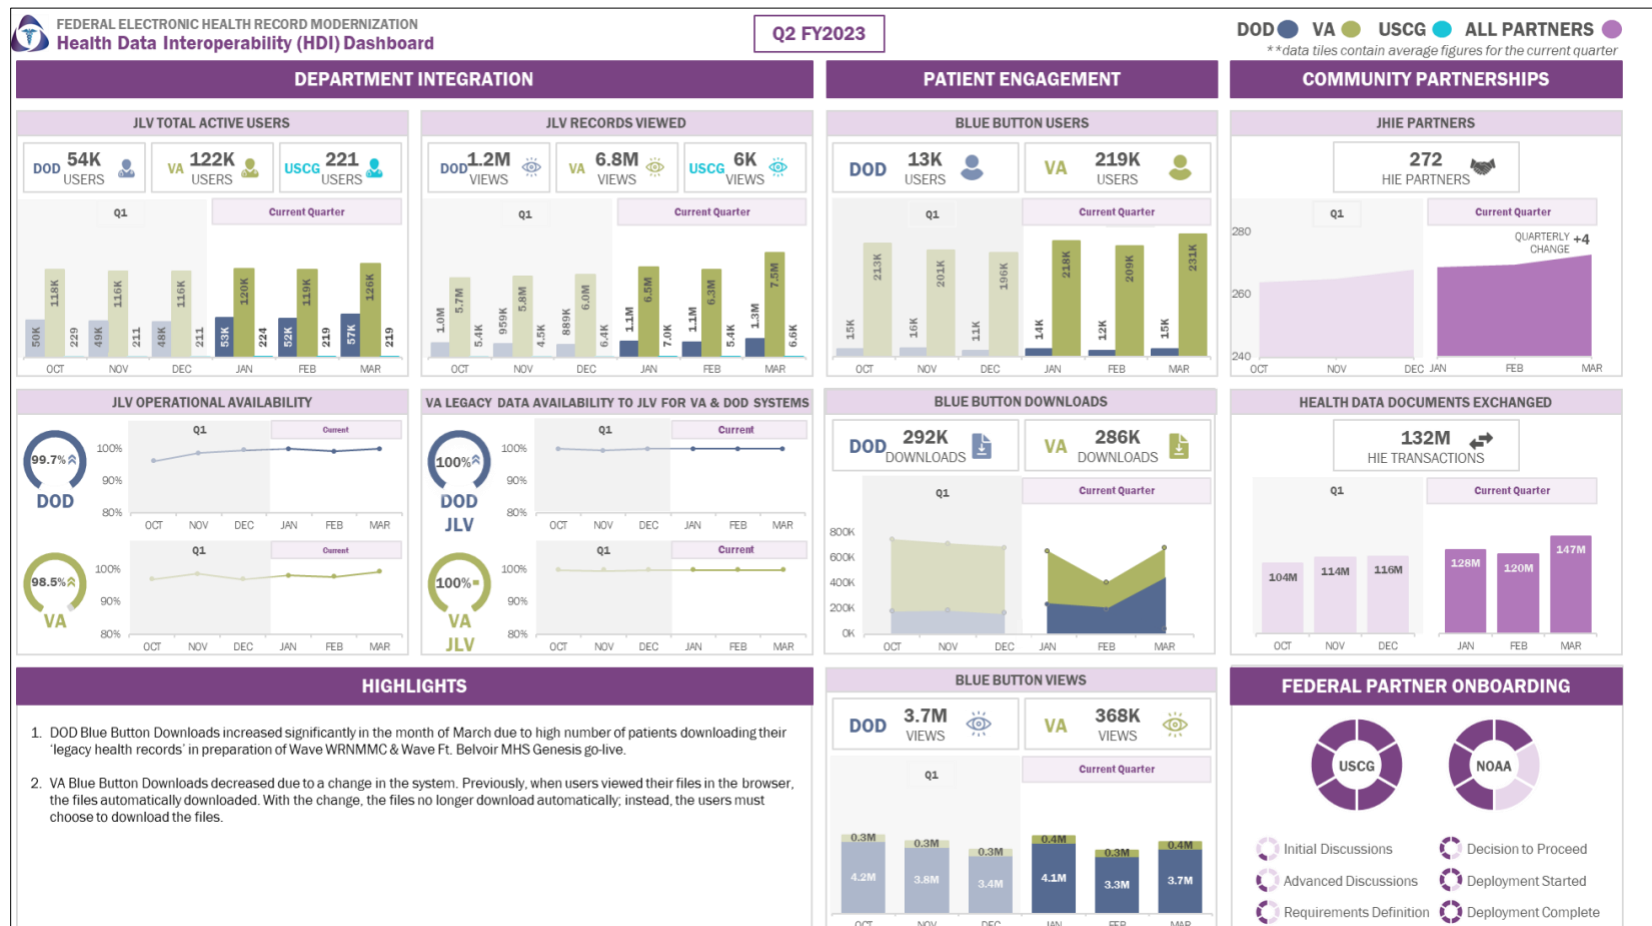 FEDERAL ELECTRONIC HEALTH RECORD MODERNIZATION
Health Data Interoperability (HDI) Dashboard
Q2 FY2023
DOD VA USCG ALL PARTNERS
**data tiles contain average figures for the current quarter
DEPARTMENT INTEGRATION
JLV TOTAL ACTIVE USERS
DOD 54K USERS
VA 122K USERS
USCG 221 USERS
Q1 Current Quarter
50K 118K 229 49K 116K 211 48K 116K 211 53K 120K 224 52K 119K 219 57K 126K 219
OCT NOV DEC JAN FEB MAR
JLV RECORDS VIEWED
DOD 1.2M VIEWS
VA 6.8M VIEWS
USCG 6K VIEWS
Q1 Current Quarter
1.0M 5.7M 5.4K 959K 5.8M 4.5K 889K 6.0M 6.4K 1.1M 6.5M 7.0K 1.1M 6.3M 5.4K 1.3M 7.5M 6.6K
OCT NOV DEC JAN FEB MAR
JLV OPERATIONAL AVAILABILITY
99.7%
DOD
Q1 Current
100%
90%
80%
OCT NOV DEC JAN FEB MAR
98.5%
VA
Q1 Current
100%
90%
80%
OCT NOV DEC JAN FEB MAR
VA LEGACY DATA AVAILABILITY TO JLV FOR VA & DOD SYSTEMS
100%
DOD
JLV
Q1 Current
100%
90%
80%
OCT NOV DEC JAN FEB MAR
100%
VA
JLV
Q1 Current
100%
90%
80%
OCT NOV DEC JAN FEB MAR
HIGHLIGHTS
1. DOD Blue Button Downloads increased significantly in the month of March due to high number of patients downloading their
‘legacy health records’ in preparation of Wave WRNMMC & Wave Ft. Belvoir MHS Genesis go-live.
2. VA Blue Button Downloads decreased due to a change in the system. Previously, when users viewed their files in the browser,
the files automatically downloaded. With the change, the files no longer download automatically; instead, the users must
choose to download the files.
PATIENT ENGAGEMENT
BLUE BUTTON USERS
DOD 13K USERS
VA 219K USERS
Q1 Current Quarter
15K 213K 16K 201K 11K 196K 14K 218K 12K 209K 15K 231K
OCT NOV DEC JAN FEB MAR
BLUE BUTTON DOWNLOADS
DOD 292K DOWNLOADS
VA 286K DOWNLOADS
Q1 Current Quarter
800K
600K
400K
200K
0K
OCT NOV DEC JAN FEB MAR
BLUE BUTTON VIEWS
DOD 3.7M VIEWS
VA 368K VIEWS
Q1 Current Quarter
0.3M 0.3M 0.3M 0.4M 0.3M 0.4M
4.2M 3.8M 3.4M 4.1M 3.3M 3.7M
OCT NOV DEC JAN FEB MAR
COMMUNITY PARTNERSHIPS
JHIE PARTNERS
272
HIE PARTNERS
Q1 Current Quarter
QUARTERLY CHANGE +4
280
260
240
OCT NOV DEC JAN FEB MAR
HEALTH DATA DOCUMENTS EXCHANGED
132M
HIE TRANSACTIONS
Q1 Current Quarter
104M 114M 116M 128M 120M 147M
OCT NOV DEC JAN FEB MAR
FEDERAL PARTNER ONBOARDING
USCG NOAA
Initial Discussions Decision to Proceed
Advanced Discussions Deployment Started
Requirements Definition Deployment Complete